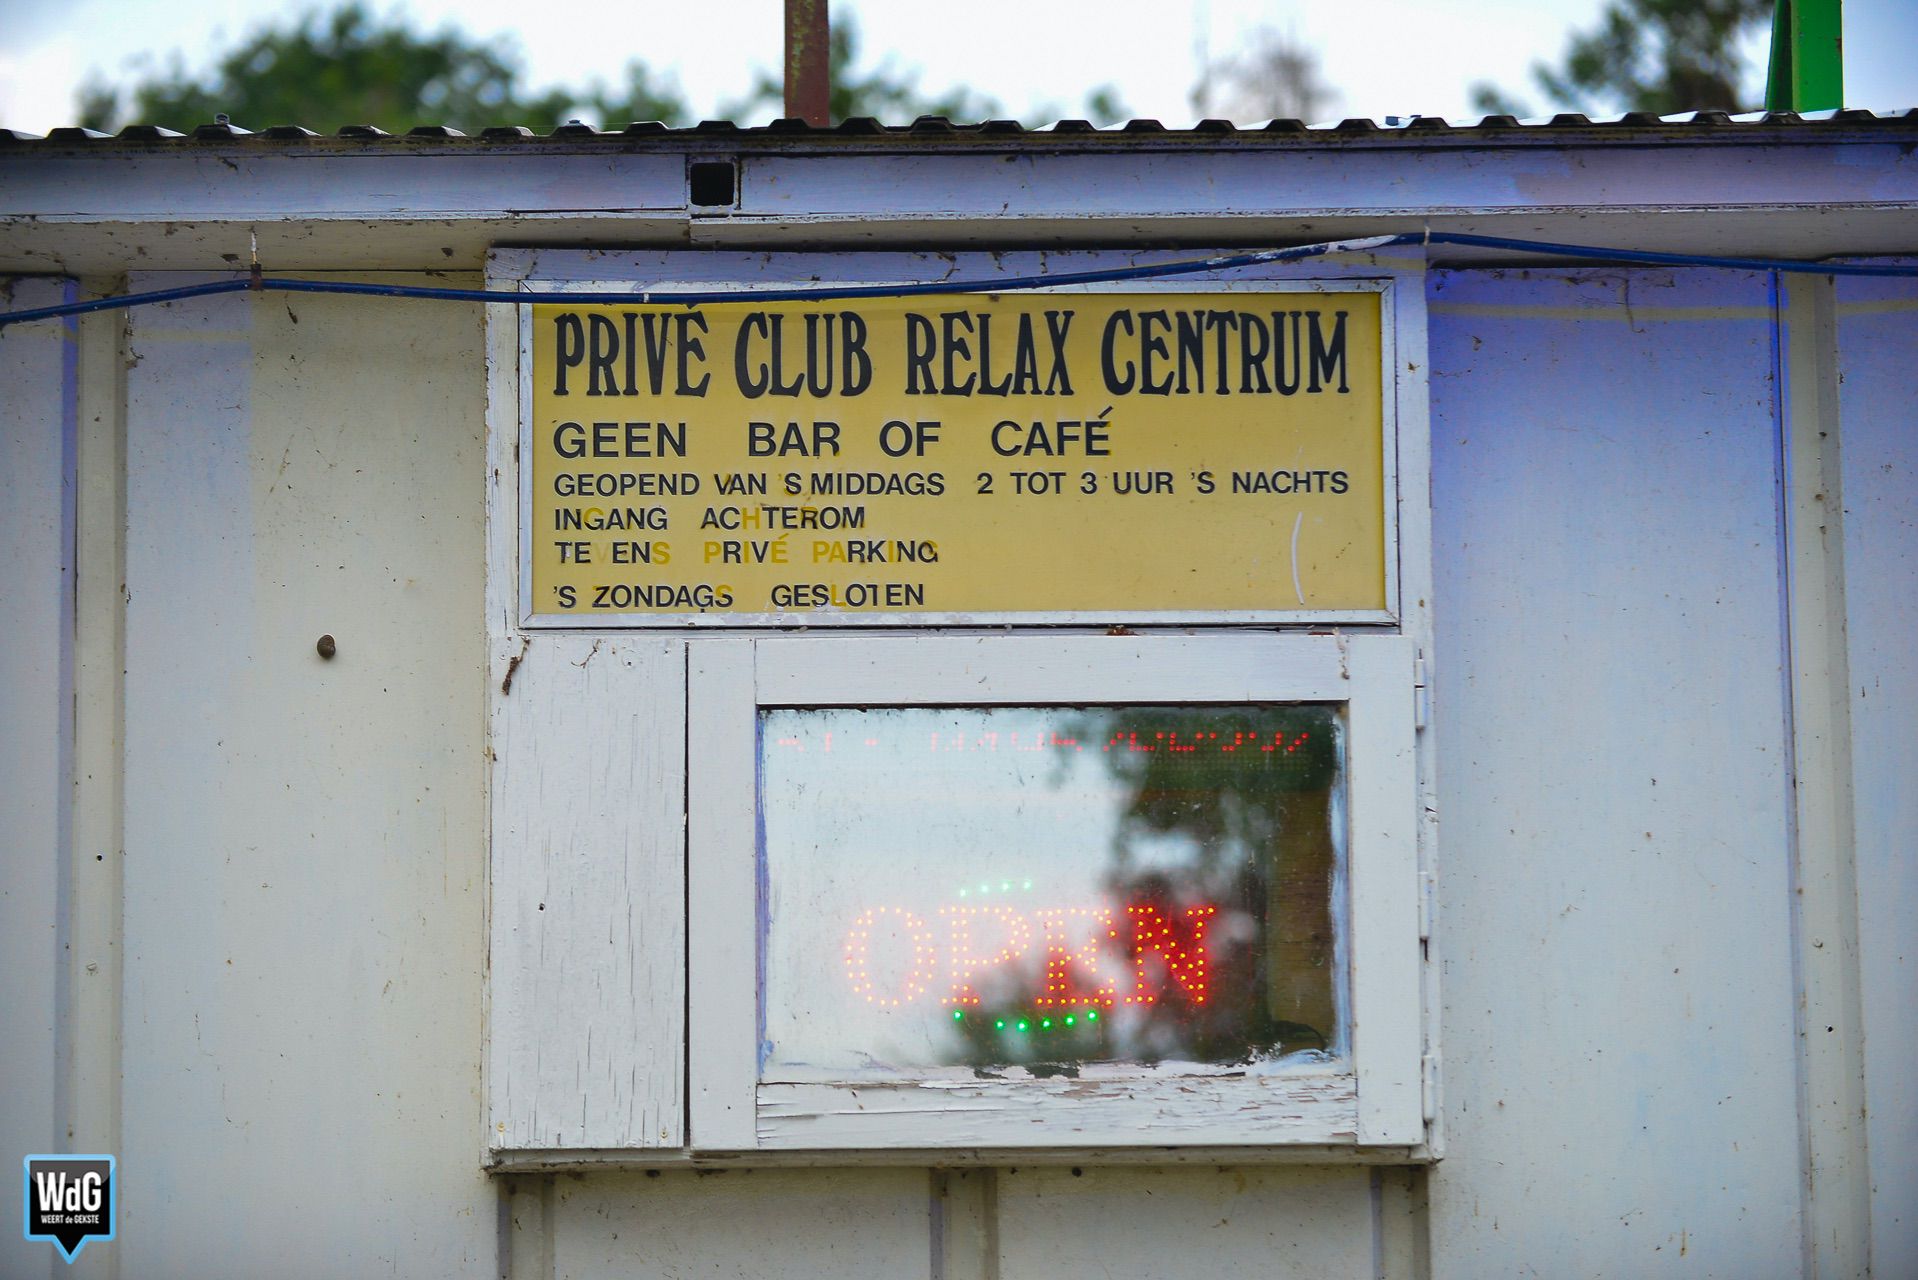 PRIVÉ CLUB RELAX CENTRUM
GEEN BAR OF CAFÉ
GEOPEND VAN 'S MIDDAGS 2 TOT 3 UUR 'S NACHTS
INGANG ACHTEROM
TEVENS PRIVÉ PARKING
'S ZONDAGS GESLOTEN
OPEN
WdG
WEERT de GEKSTE